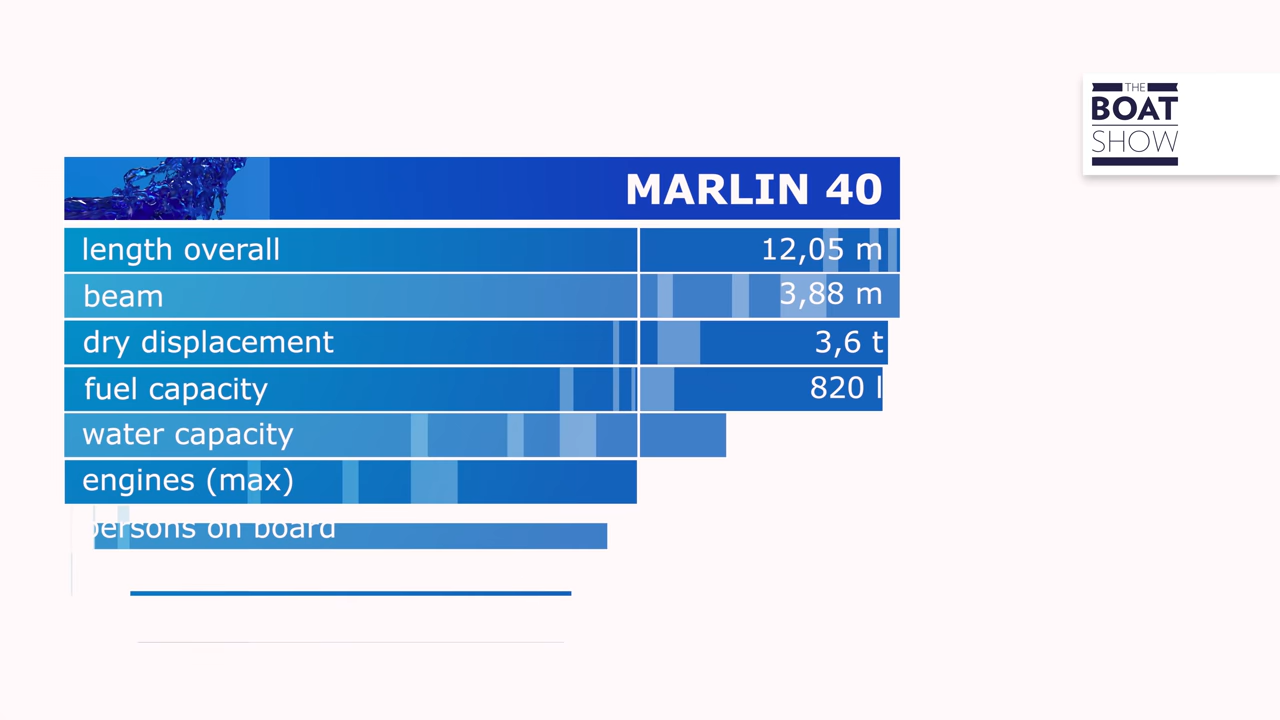 THE
BOAT
SHOW
MARLIN 40
length overall 12,05 m
beam 3,88 m
dry displacement 3,6 t
fuel capacity 820 l
water capacity
engines (max)
persons on board